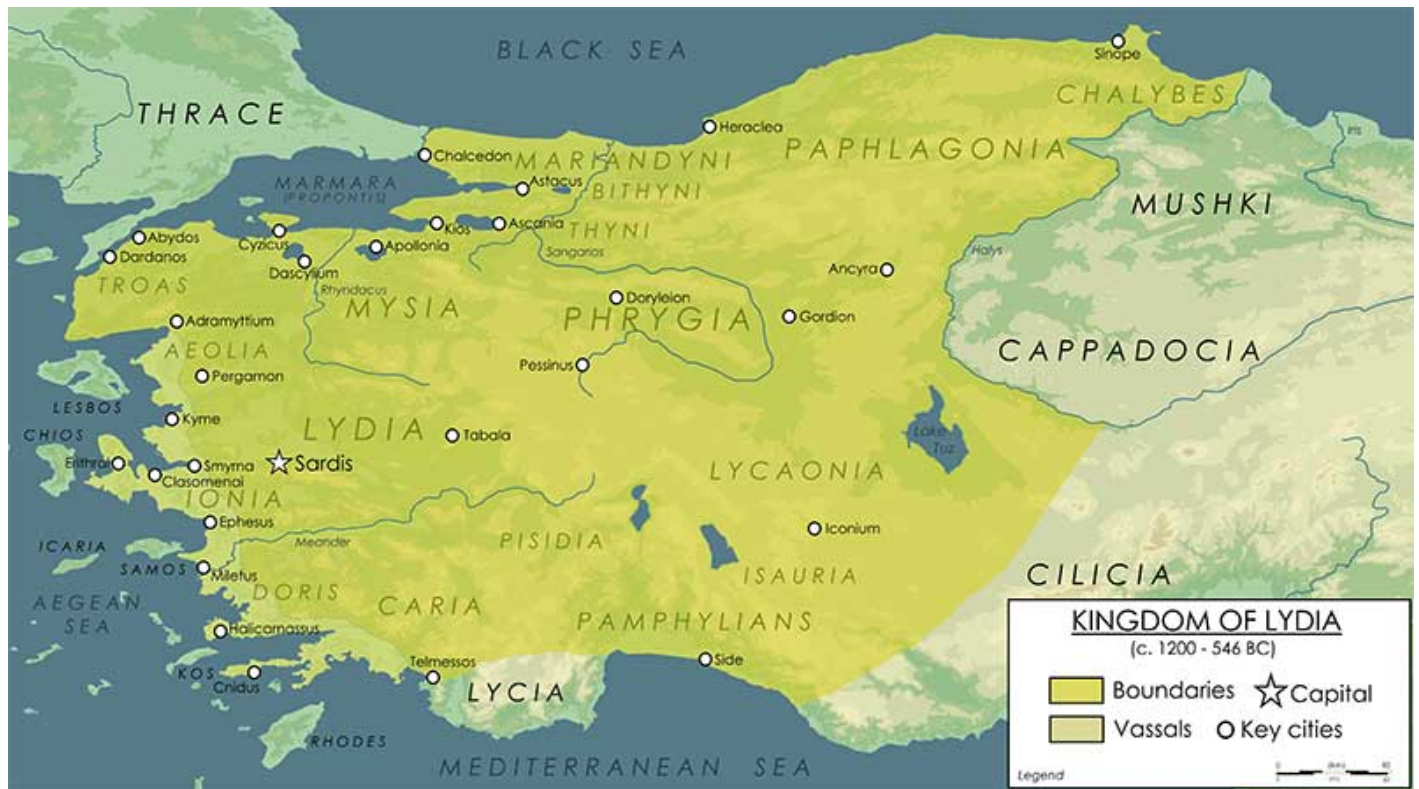 BLACK SEA
Sinope
CHALYBES
THRACE
Heraclea
PAPHLAGONIA
Chalcedon
MARIANDYNI
MARMARA
(PROPONTIS)
Astacus
BITHYNI
Iris
MUSHKI
Abydos
Cyzicus
Kios
Ascania
THYNI
Dardanos
Dascylium
Apollonia
Sangarios
Halys
TROAS
Rhyndacus
MYSIA
Doryleion
Ancyra
Adramyttium
PHRYGIA
Gordion
AEOLIA
CAPPADOCIA
Pergamon
Pessinus
LESBOS
Kyme
LYDIA
Tabala
Lake
Tuz
CHIOS
Erithrai
Smyrna
Sardis
Clasomenai
LYCAONIA
IONIA
Ephesus
Iconium
ICARIA
Meander
PISIDIA
SAMOS
Miletus
ISAURIA
CILICIA
AEGEAN
SEA
DORIS
CARIA
PAMPHYLIANS
Halicarnassus
KOS
Cnidus
Telmessos
Side
LYCIA
RHODES
MEDITERRANEAN SEA
KINGDOM OF LYDIA
(c. 1200 - 546 BC)
Boundaries
Capital
Vassals
Key cities
Legend
0
(km)